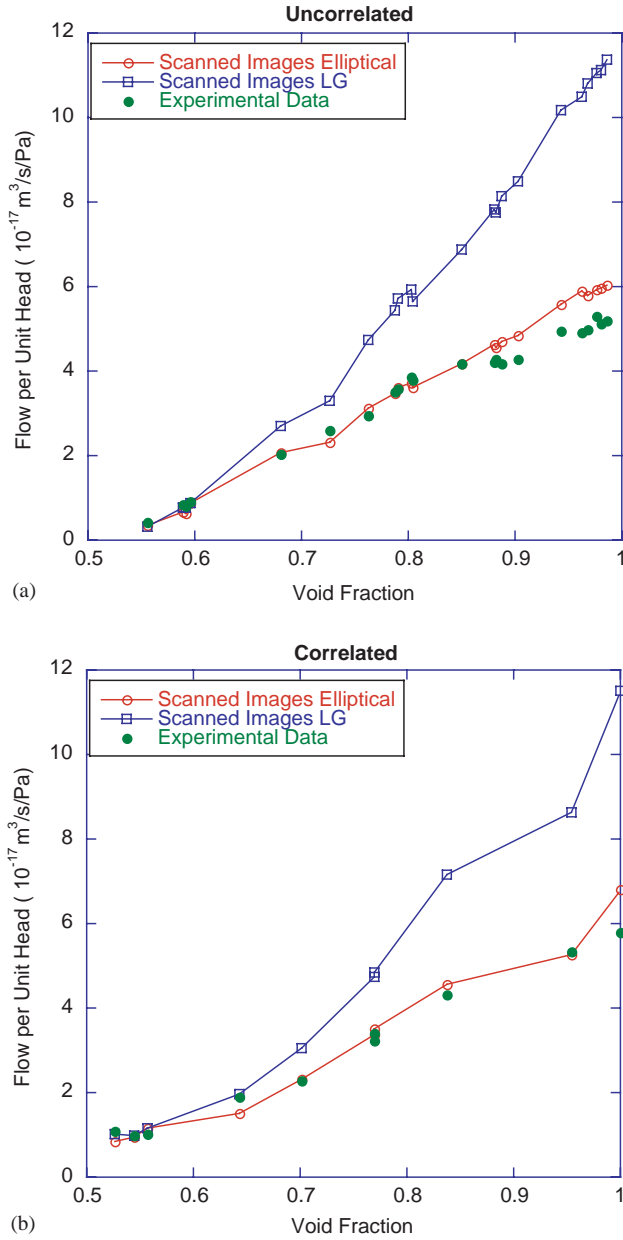 Uncorrelated
12
Scanned Images Elliptical
Scanned Images LG
Experimental Data
10
8
6
4
2
0
Flow per Unit Head ( 10⁻¹⁷ m³/s/Pa)
0.5 0.6 0.7 0.8 0.9 1
(a) Void Fraction
Correlated
12
Scanned Images Elliptical
Scanned Images LG
Experimental Data
10
8
6
4
2
0
Flow per Unit Head ( 10⁻¹⁷ m³/s/Pa)
0.5 0.6 0.7 0.8 0.9 1
(b) Void Fraction